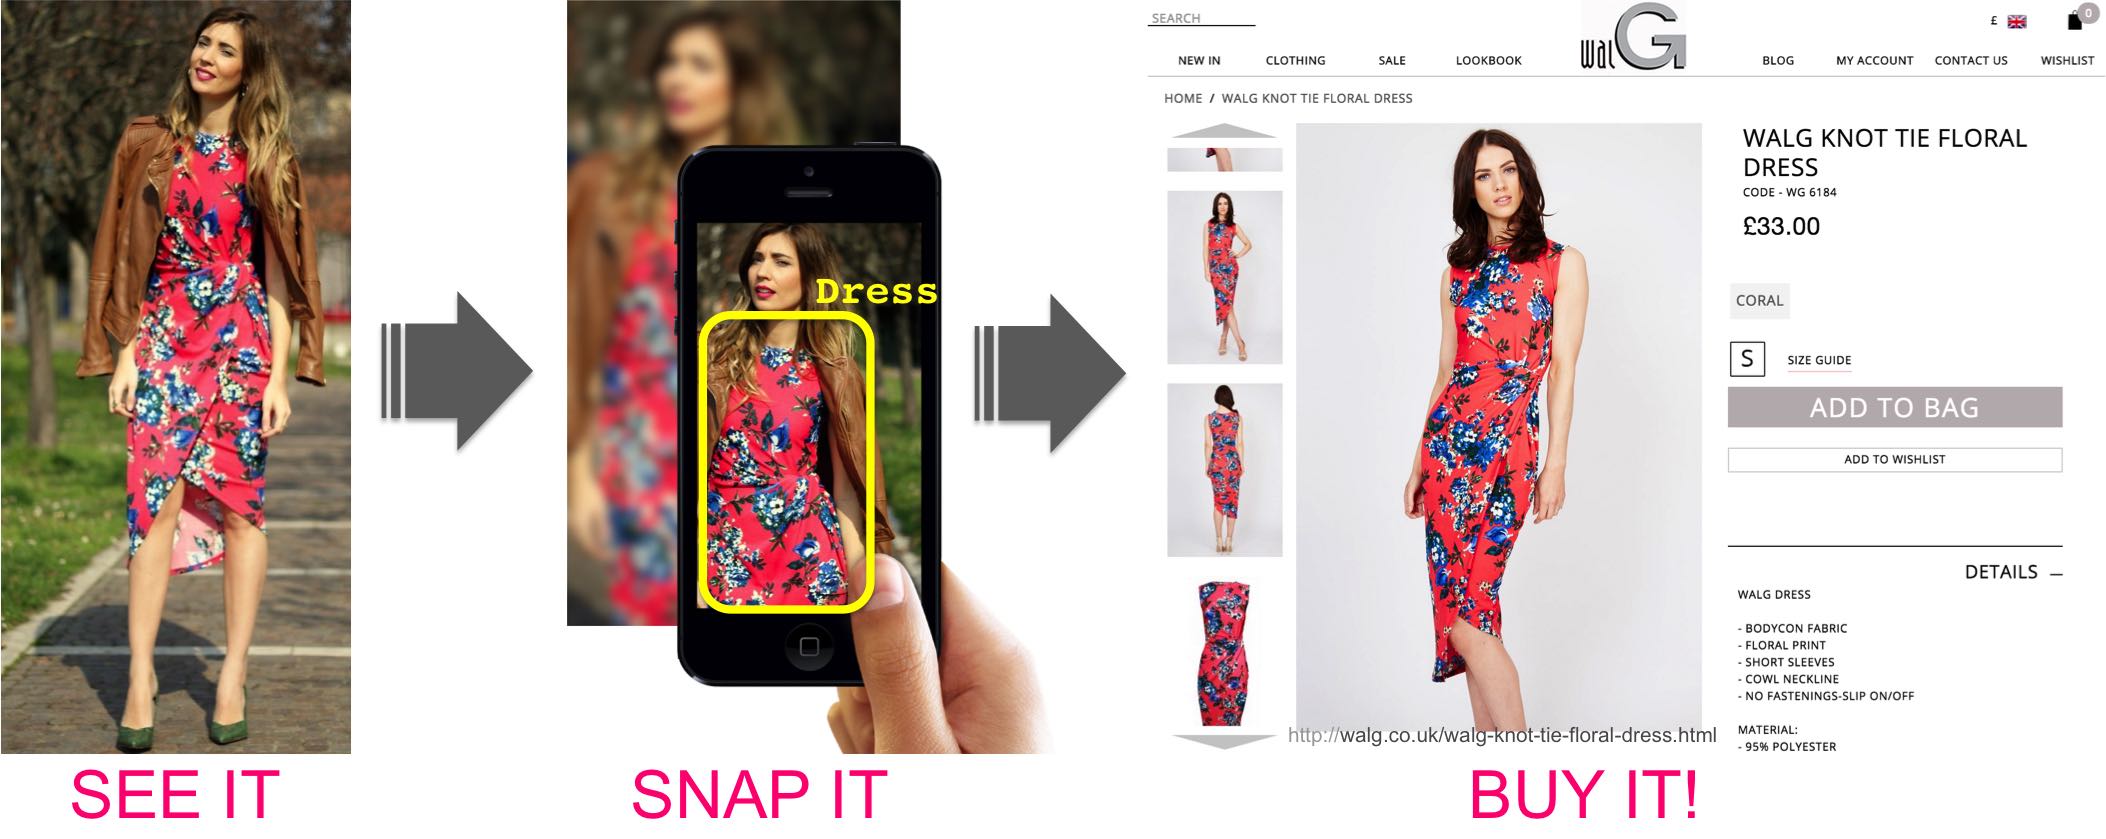 SEARCH
walG
£
0
NEW IN
CLOTHING
SALE
LOOKBOOK
BLOG
MY ACCOUNT
CONTACT US
WISHLIST
HOME / WALG KNOT TIE FLORAL DRESS
WALG KNOT TIE FLORAL
DRESS
CODE - WG 6184
£33.00
CORAL
S
SIZE GUIDE
ADD TO BAG
ADD TO WISHLIST
DETAILS –
WALG DRESS
- BODYCON FABRIC
- FLORAL PRINT
- SHORT SLEEVES
- COWL NECKLINE
- NO FASTENINGS-SLIP ON/OFF
MATERIAL:
- 95% POLYESTER
http://walg.co.uk/walg-knot-tie-floral-dress.html
Dress
SEE IT
SNAP IT
BUY IT!